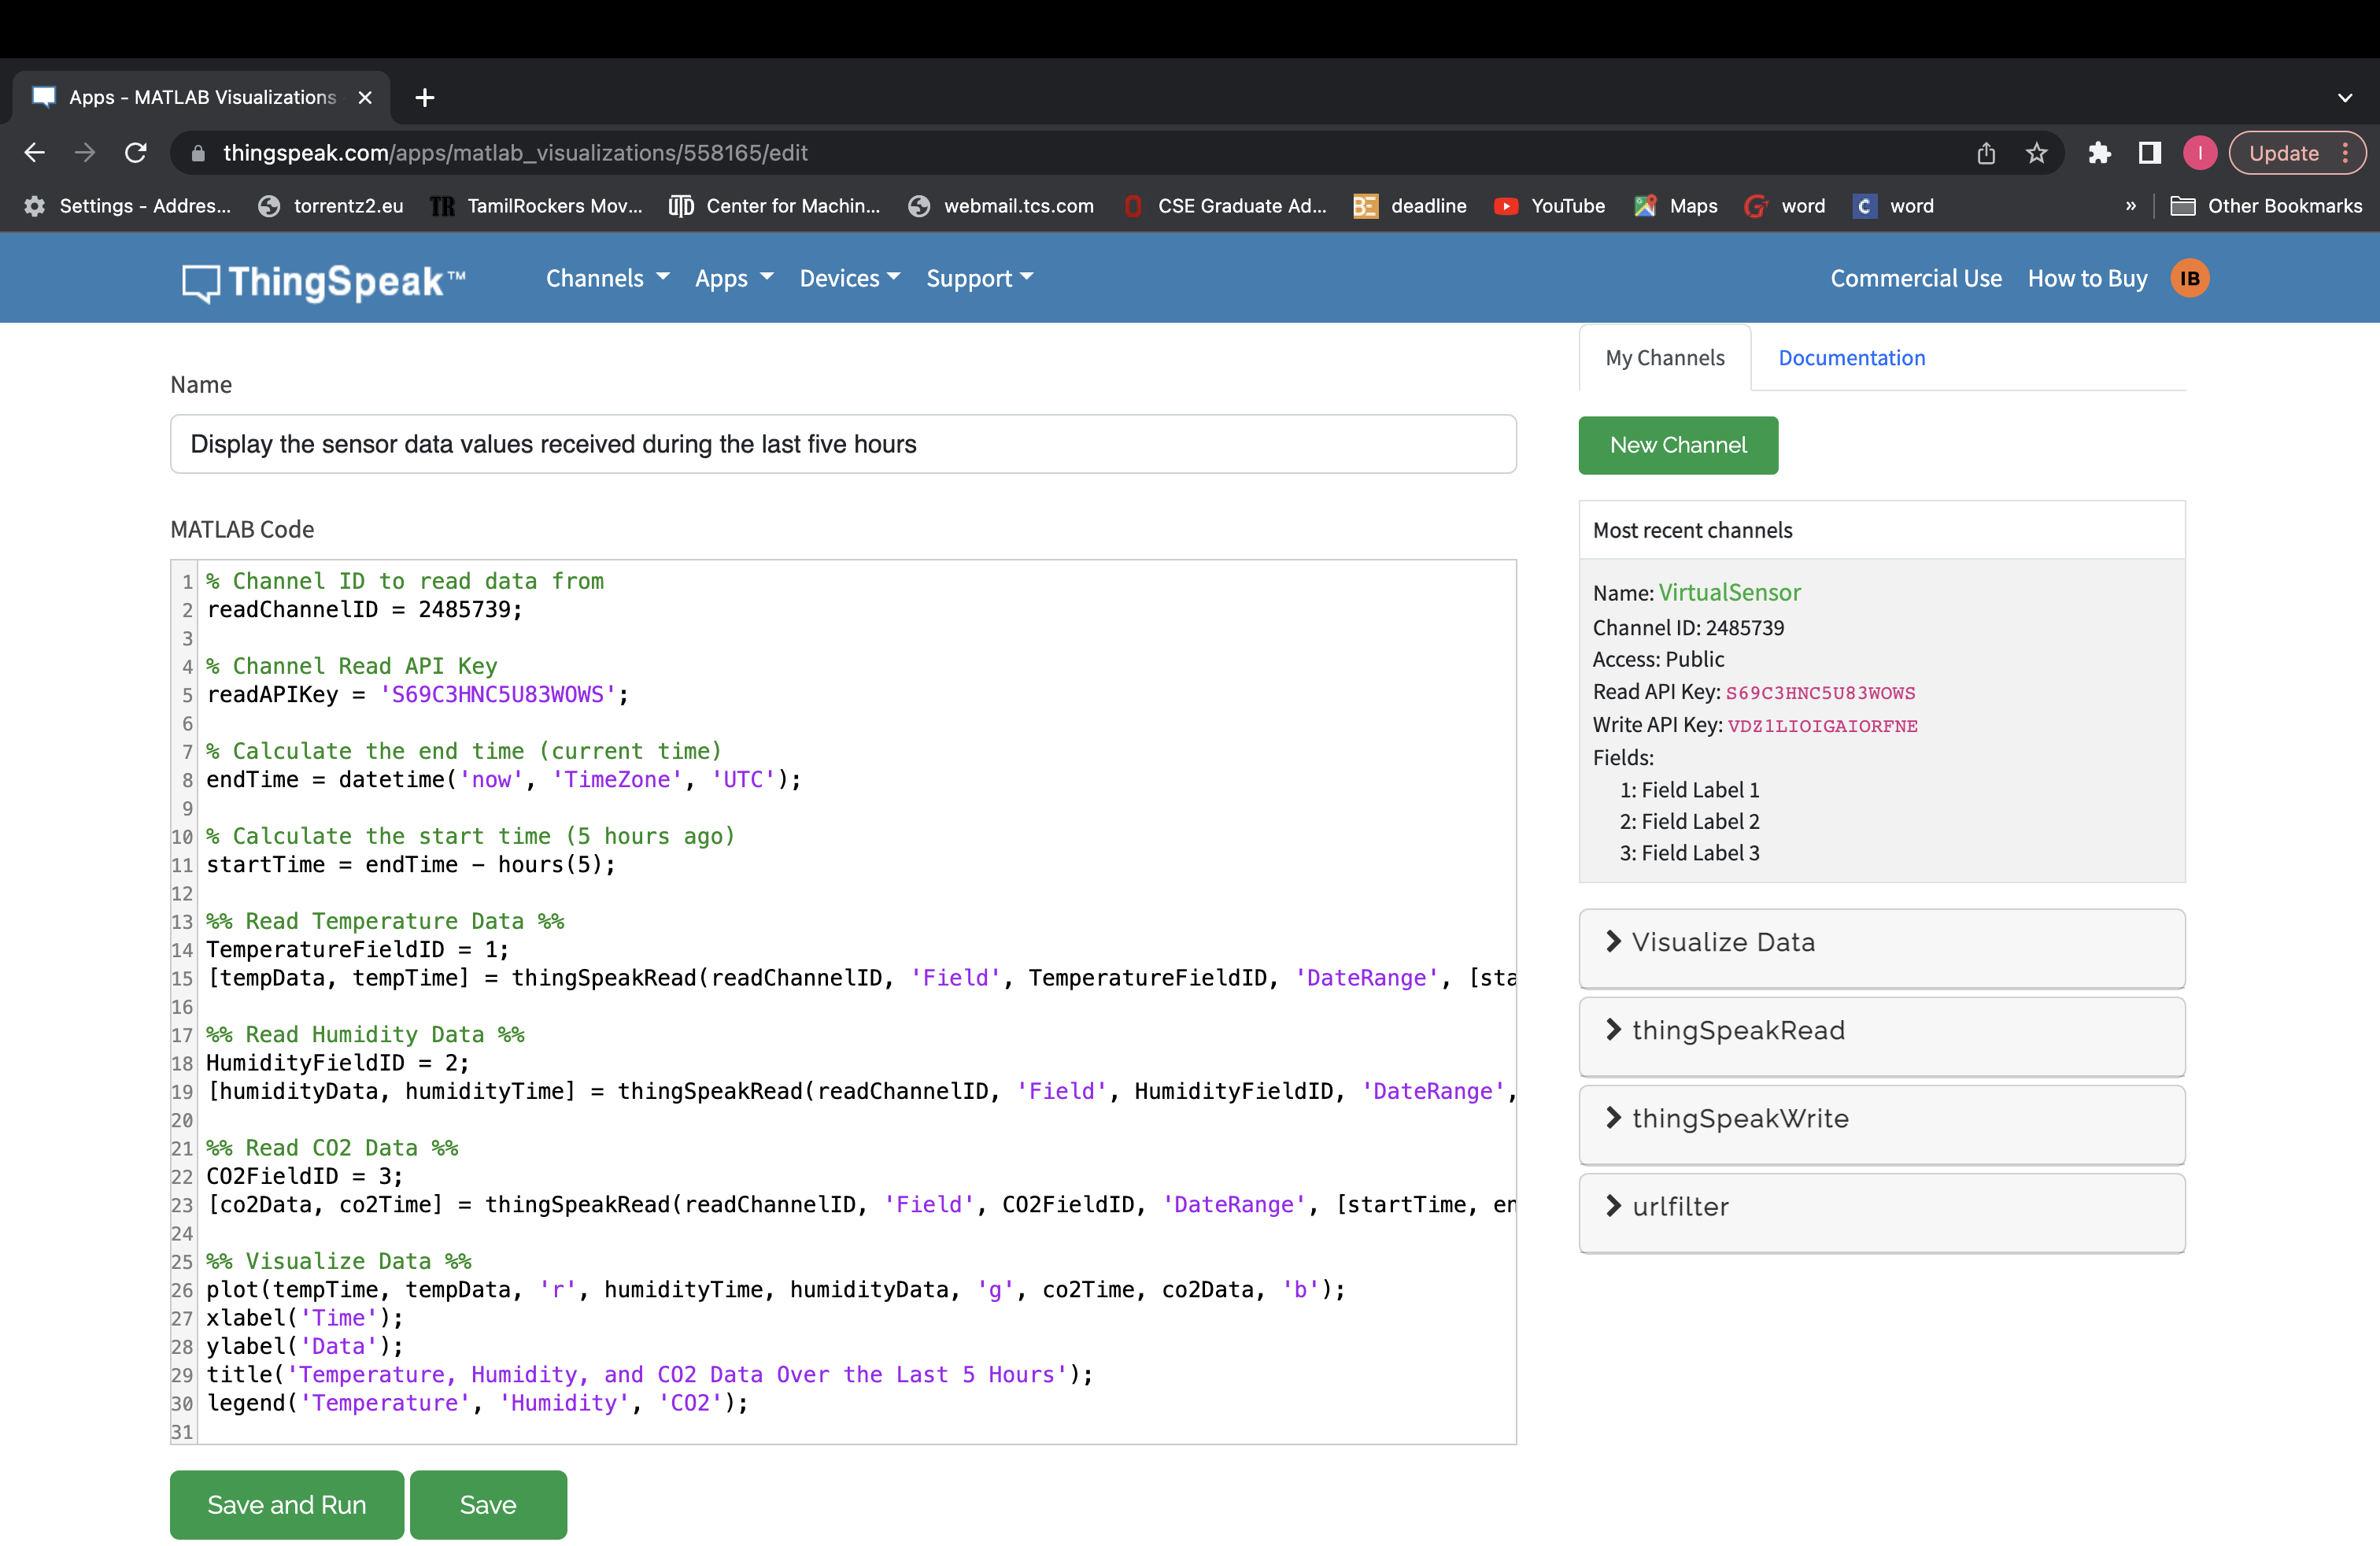 Apps - MATLAB Visualizations
thingspeak.com/apps/matlab_visualizations/558165/edit
I
Update
Settings - Addres...
torrentz2.eu
TR TamilRockers Mov...
UTD Center for Machin...
webmail.tcs.com
CSE Graduate Ad...
BE deadline
YouTube
Maps
G word
C word
»
Other Bookmarks
ThingSpeak™
Channels
Apps
Devices
Support
Commercial Use
How to Buy
IB
Name
Display the sensor data values received during the last five hours
MATLAB Code
1 % Channel ID to read data from
2 readChannelID = 2485739;
3
4 % Channel Read API Key
5 readAPIKey = 'S69C3HNC5U83WOWS';
6
7 % Calculate the end time (current time)
8 endTime = datetime('now', 'TimeZone', 'UTC');
9
10 % Calculate the start time (5 hours ago)
11 startTime = endTime - hours(5);
12
13 %% Read Temperature Data %%
14 TemperatureFieldID = 1;
15 [tempData, tempTime] = thingSpeakRead(readChannelID, 'Field', TemperatureFieldID, 'DateRange', [sta
16
17 %% Read Humidity Data %%
18 HumidityFieldID = 2;
19 [humidityData, humidityTime] = thingSpeakRead(readChannelID, 'Field', HumidityFieldID, 'DateRange',
20
21 %% Read CO2 Data %%
22 CO2FieldID = 3;
23 [co2Data, co2Time] = thingSpeakRead(readChannelID, 'Field', CO2FieldID, 'DateRange', [startTime, en
24
25 %% Visualize Data %%
26 plot(tempTime, tempData, 'r', humidityTime, humidityData, 'g', co2Time, co2Data, 'b');
27 xlabel('Time');
28 ylabel('Data');
29 title('Temperature, Humidity, and CO2 Data Over the Last 5 Hours');
30 legend('Temperature', 'Humidity', 'CO2');
31
Save and Run
Save
My Channels
Documentation
New Channel
Most recent channels
Name: VirtualSensor
Channel ID: 2485739
Access: Public
Read API Key: S69C3HNC5U83WOWS
Write API Key: VDZ1LIOIGAIORFNE
Fields:
1: Field Label 1
2: Field Label 2
3: Field Label 3
Visualize Data
thingSpeakRead
thingSpeakWrite
urlfilter